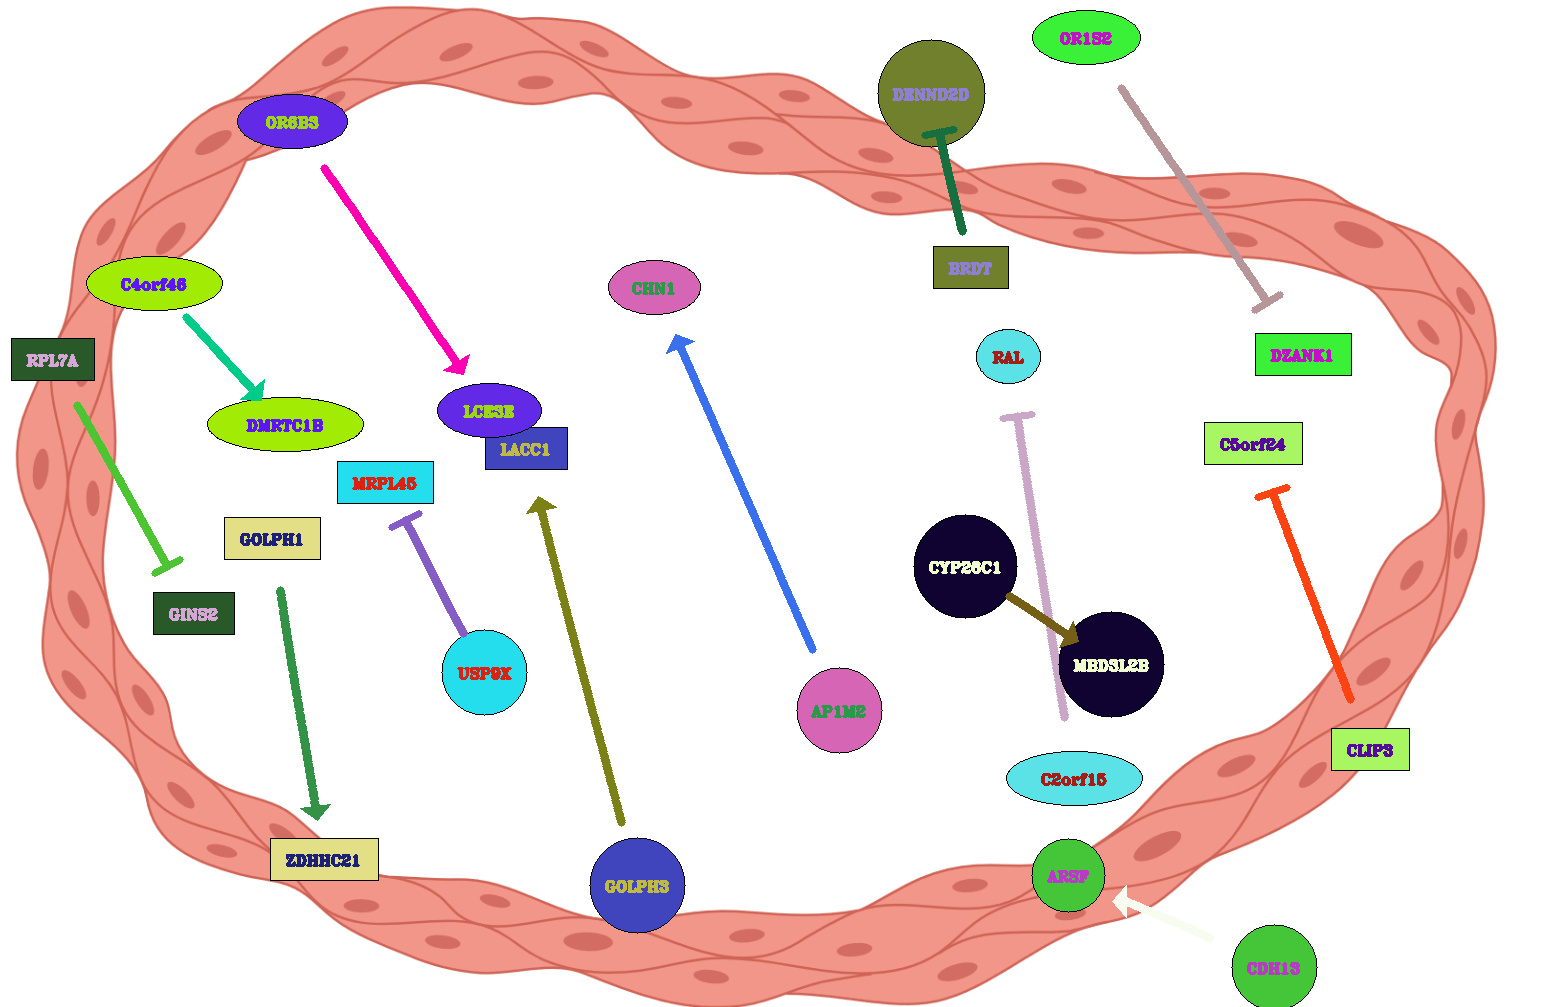 OR1S2
DENND2D
OR6B3
BRDT
C4orf46
CHN1
RPL7A
RAL
DZANK1
LCE3E
DMRTC1B
C5orf24
LACC1
MRPL45
GOLPH1
CYP26C1
GINS2
MBD3L2B
USP9X
AP1M2
CLIP3
C2orf15
ZDHHC21
ARSF
GOLPH3
CDH13